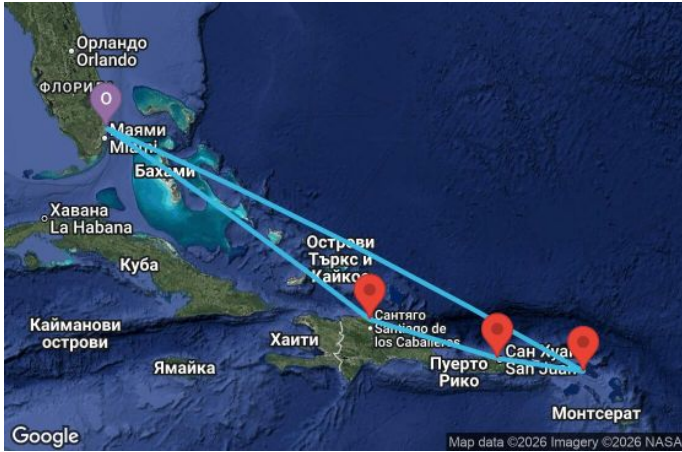 Орландо
Orlando
ФЛОРИДА
O
Маями
Miami
Бахами
Хавана
La Habana
Куба
Острови
Търкс и
Кайкос
Кайманови
острови
Хаити
Сантяго
Santiago de
los Caballeros
Ямайка
Пуерто
Рико
Сан Хуан
San Juan
Монтсерат
Google
Map data ©2026 Imagery ©2026 NASA